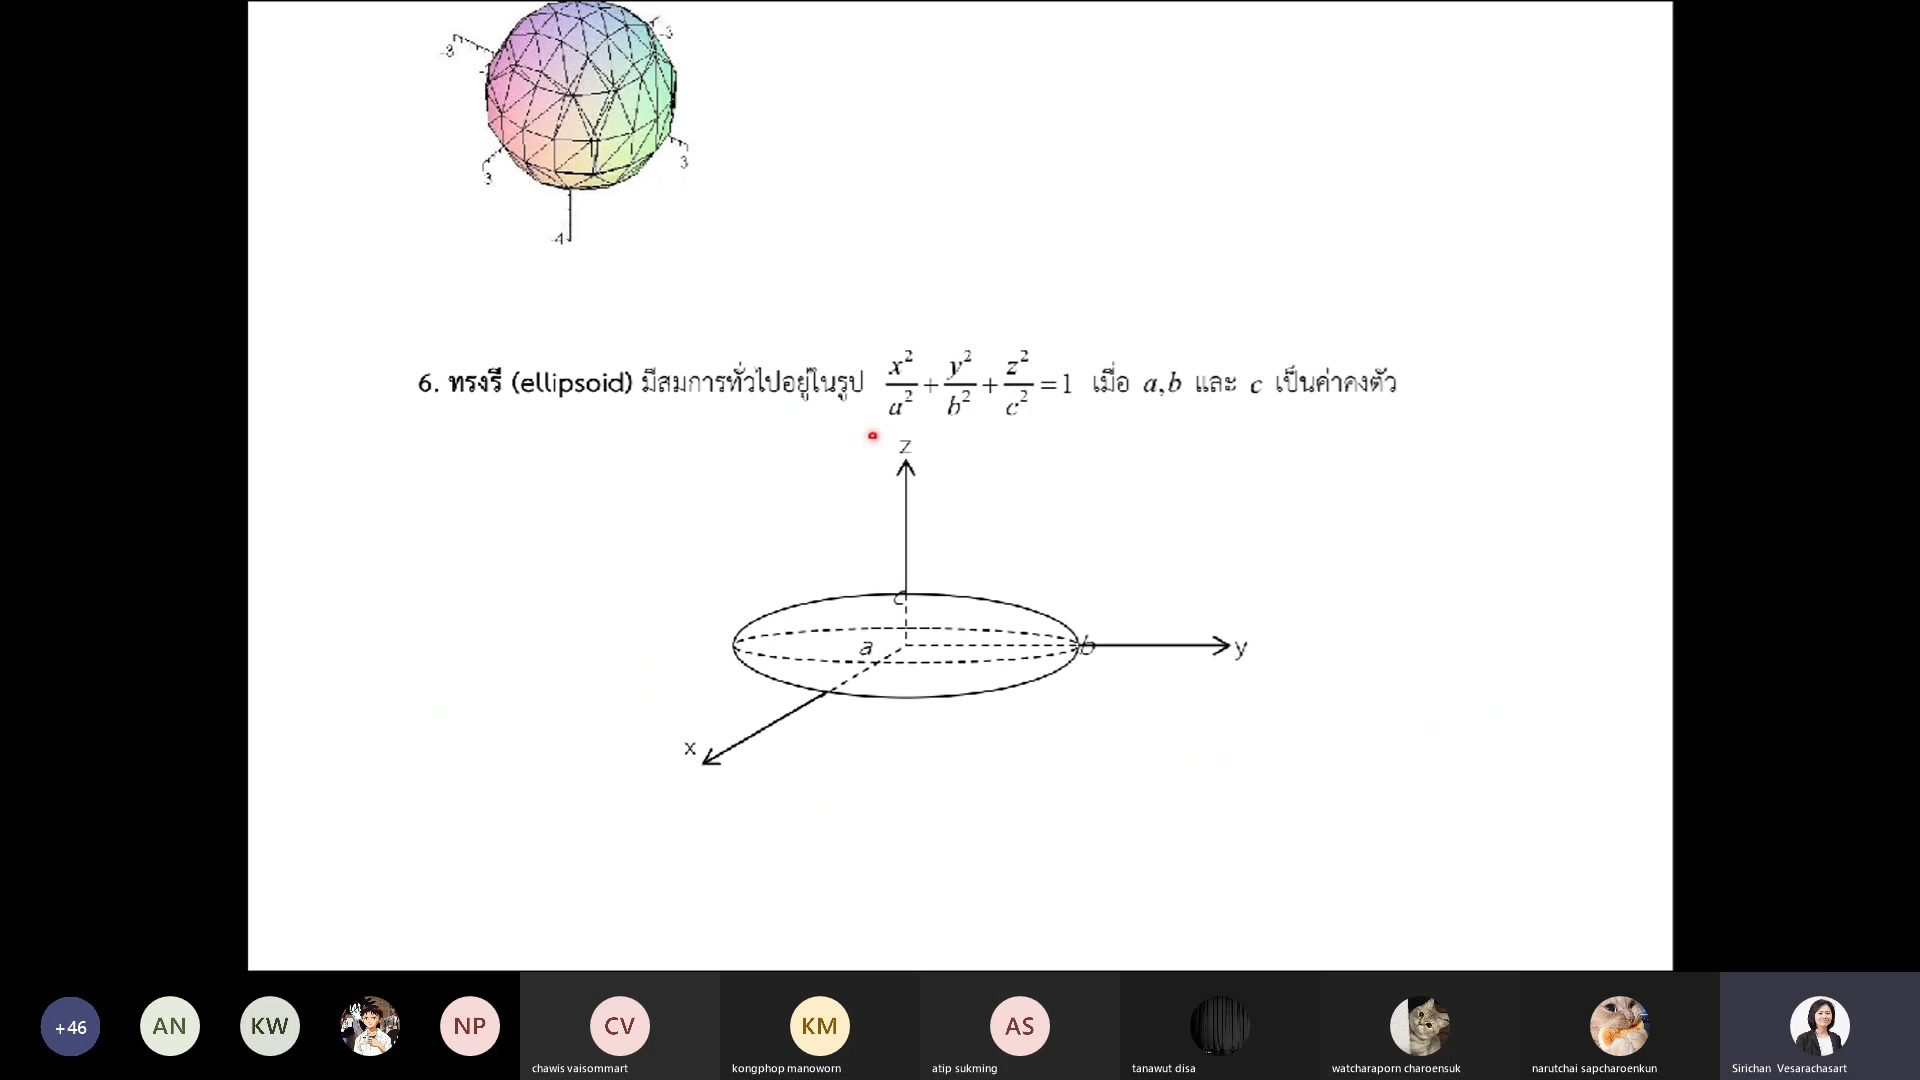 -3
-3
3
3
-4
6. ทรงรี (ellipsoid) มีสมการทั่วไปอยู่ในรูป x²/a² + y²/b² + z²/c² = 1 เมื่อ a,b และ c เป็นค่าคงตัว
z
c
a
b
y
x
+46
AN
KW
NP
CV
KM
AS
chawis vaisommart
kongphop manoworn
atip sukming
tanawut disa
watcharaporn charoensuk
narutchai sapcharoenkun
Sirichan Vesarachasart